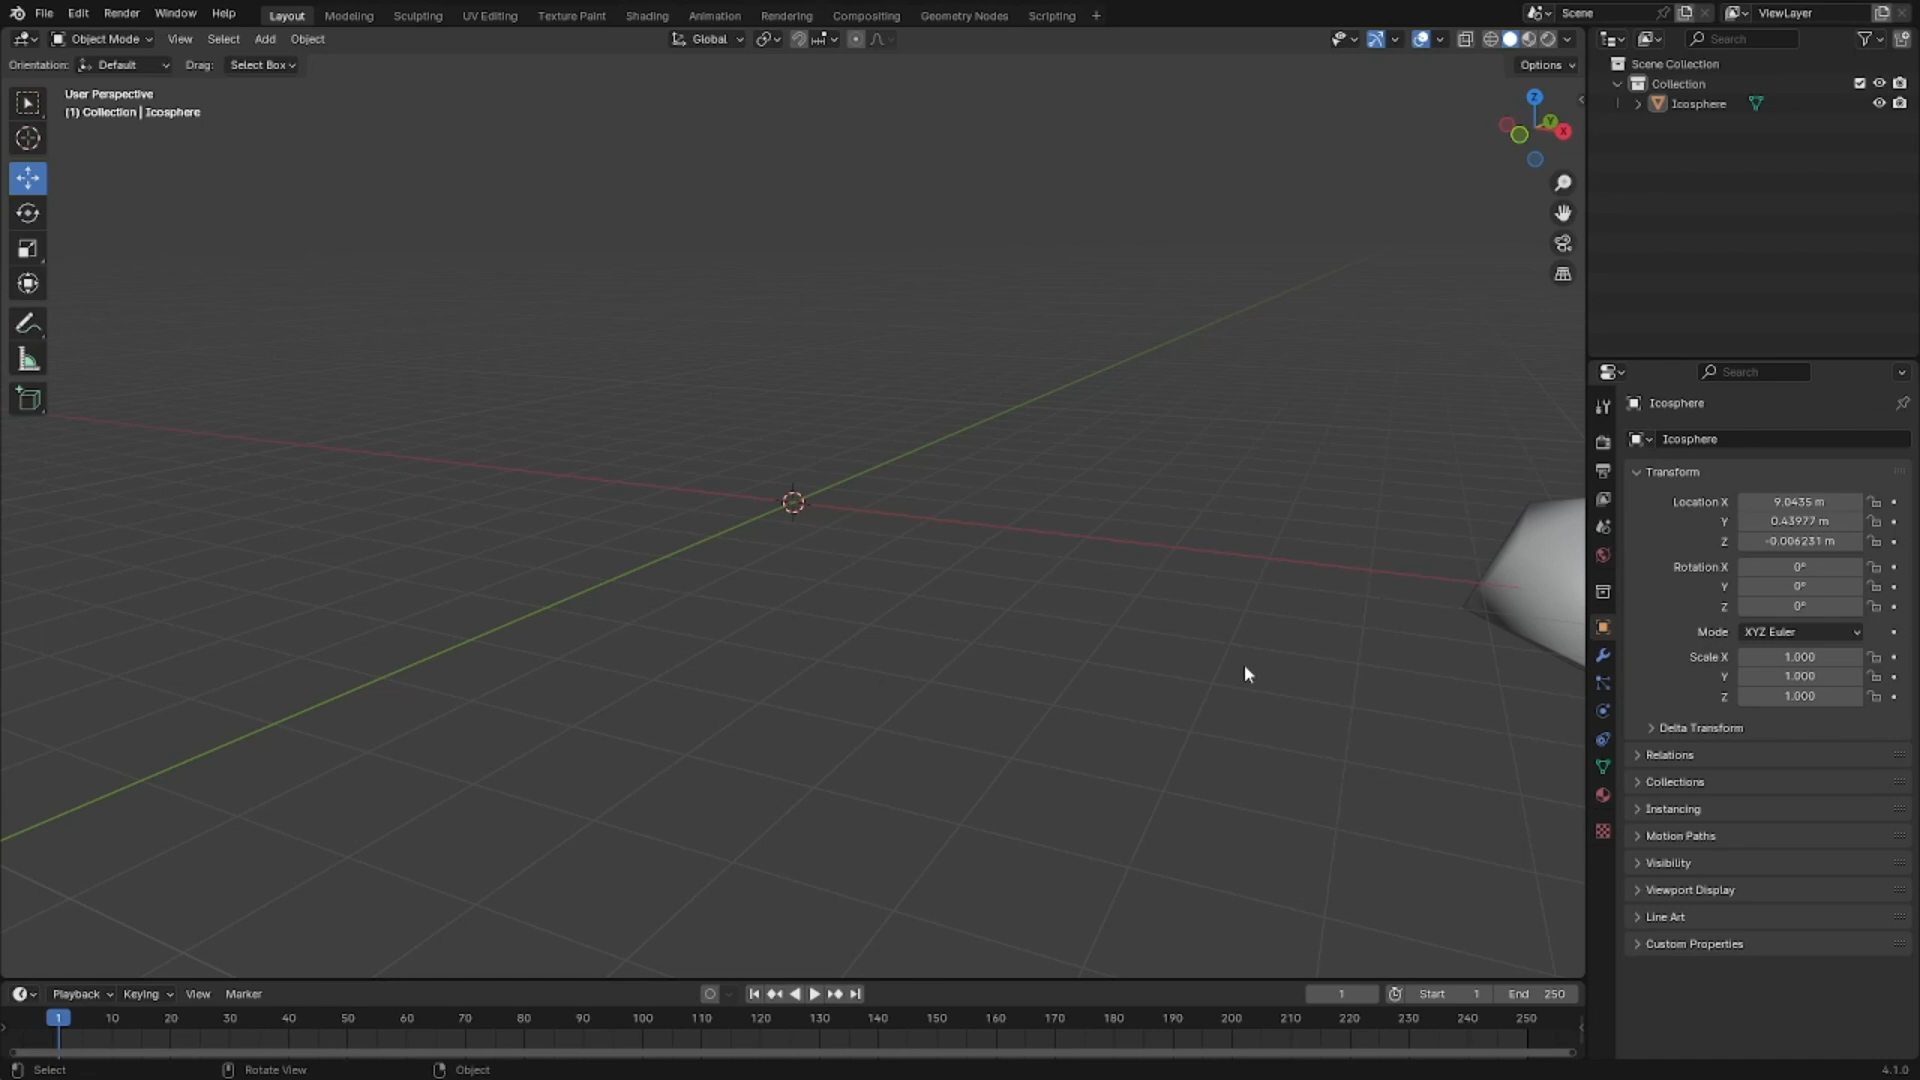 File Edit Render Window Help Layout Modeling Sculpting UV Editing Texture Paint Shading Animation Rendering Compositing Geometry Nodes Scripting + Scene ViewLayer
Object Mode View Select Add Object Global Search
Orientation: Default Drag: Select Box Options
Scene Collection
Collection
Icosphere
User Perspective
(1) Collection | Icosphere
Z
Y
X
Search
Icosphere
Icosphere
Transform
Location X 9.0435 m
Y 0.43977 m
Z -0.006231 m
Rotation X 0°
Y 0°
Z 0°
Mode XYZ Euler
Scale X 1.000
Y 1.000
Z 1.000
Delta Transform
Relations
Collections
Instancing
Motion Paths
Visibility
Viewport Display
Line Art
Custom Properties
Playback Keying View Marker 1 Start 1 End 250
1 10 20 30 40 50 60 70 80 90 100 110 120 130 140 150 160 170 180 190 200 210 220 230 240 250
Select Rotate View Object 4.1.0